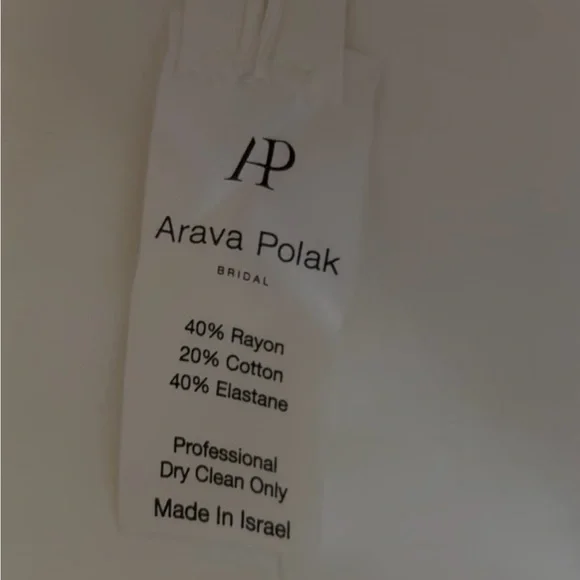 AP
Arava Polak
BRIDAL
40% Rayon
20% Cotton
40% Elastane
Professional
Dry Clean Only
Made In Israel